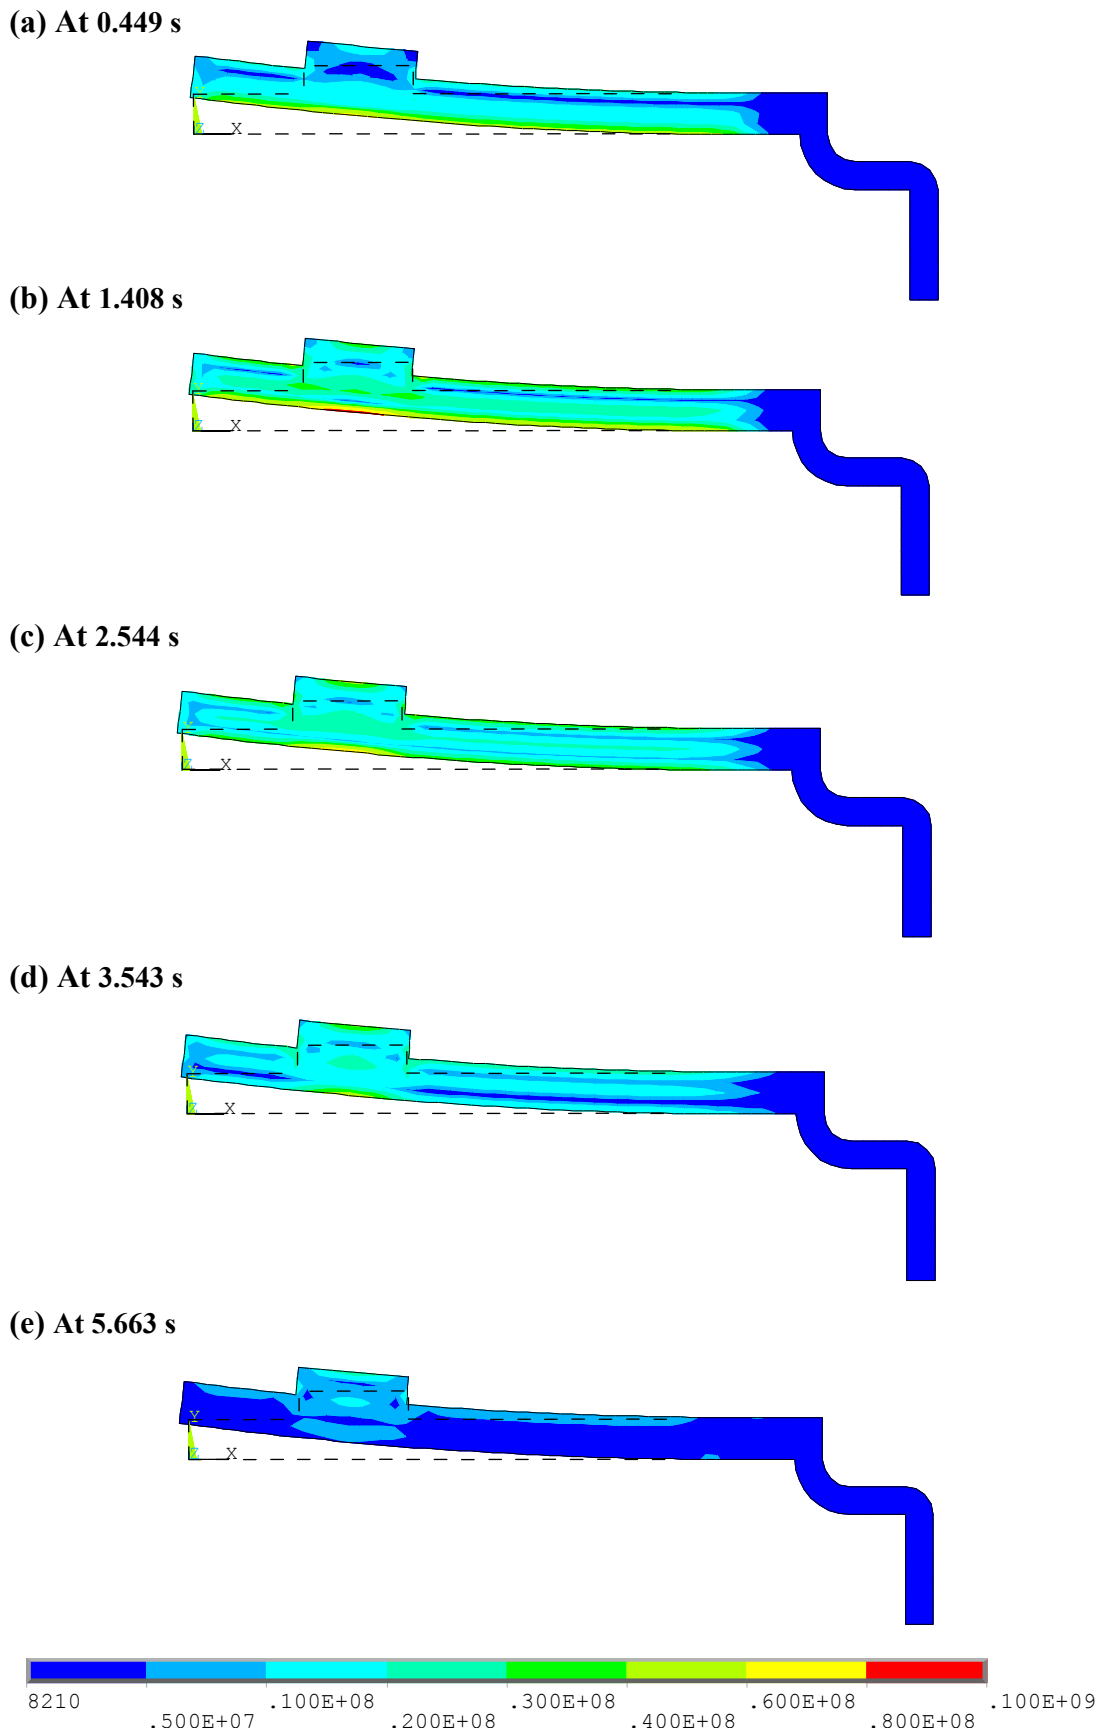 (a) At 0.449 s
Y
Z X
(b) At 1.408 s
Y
Z X
(c) At 2.544 s
Y
Z X
(d) At 3.543 s
Y
Z X
(e) At 5.663 s
Y
Z X
8210 .100E+08 .300E+08 .600E+08 .100E+09
.500E+07 .200E+08 .400E+08 .800E+08